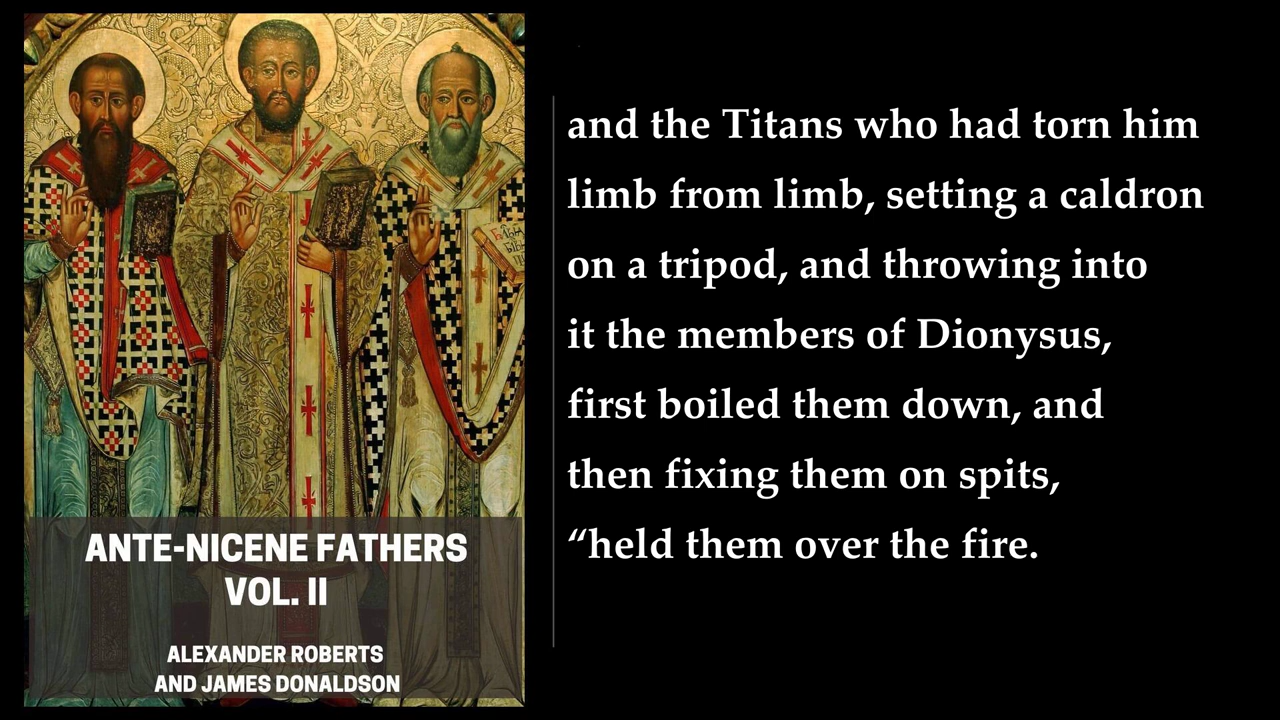 ANTE-NICENE FATHERS
VOL. II
ALEXANDER ROBERTS
AND JAMES DONALDSON
and the Titans who had torn him
limb from limb, setting a caldron
on a tripod, and throwing into
it the members of Dionysus,
first boiled them down, and
then fixing them on spits,
“held them over the fire.